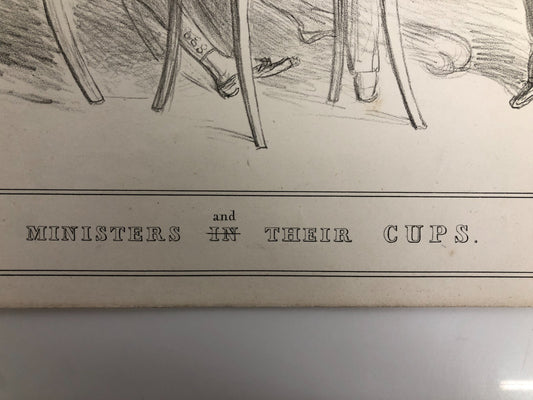 and
MINISTERS IN THEIR CUPS.